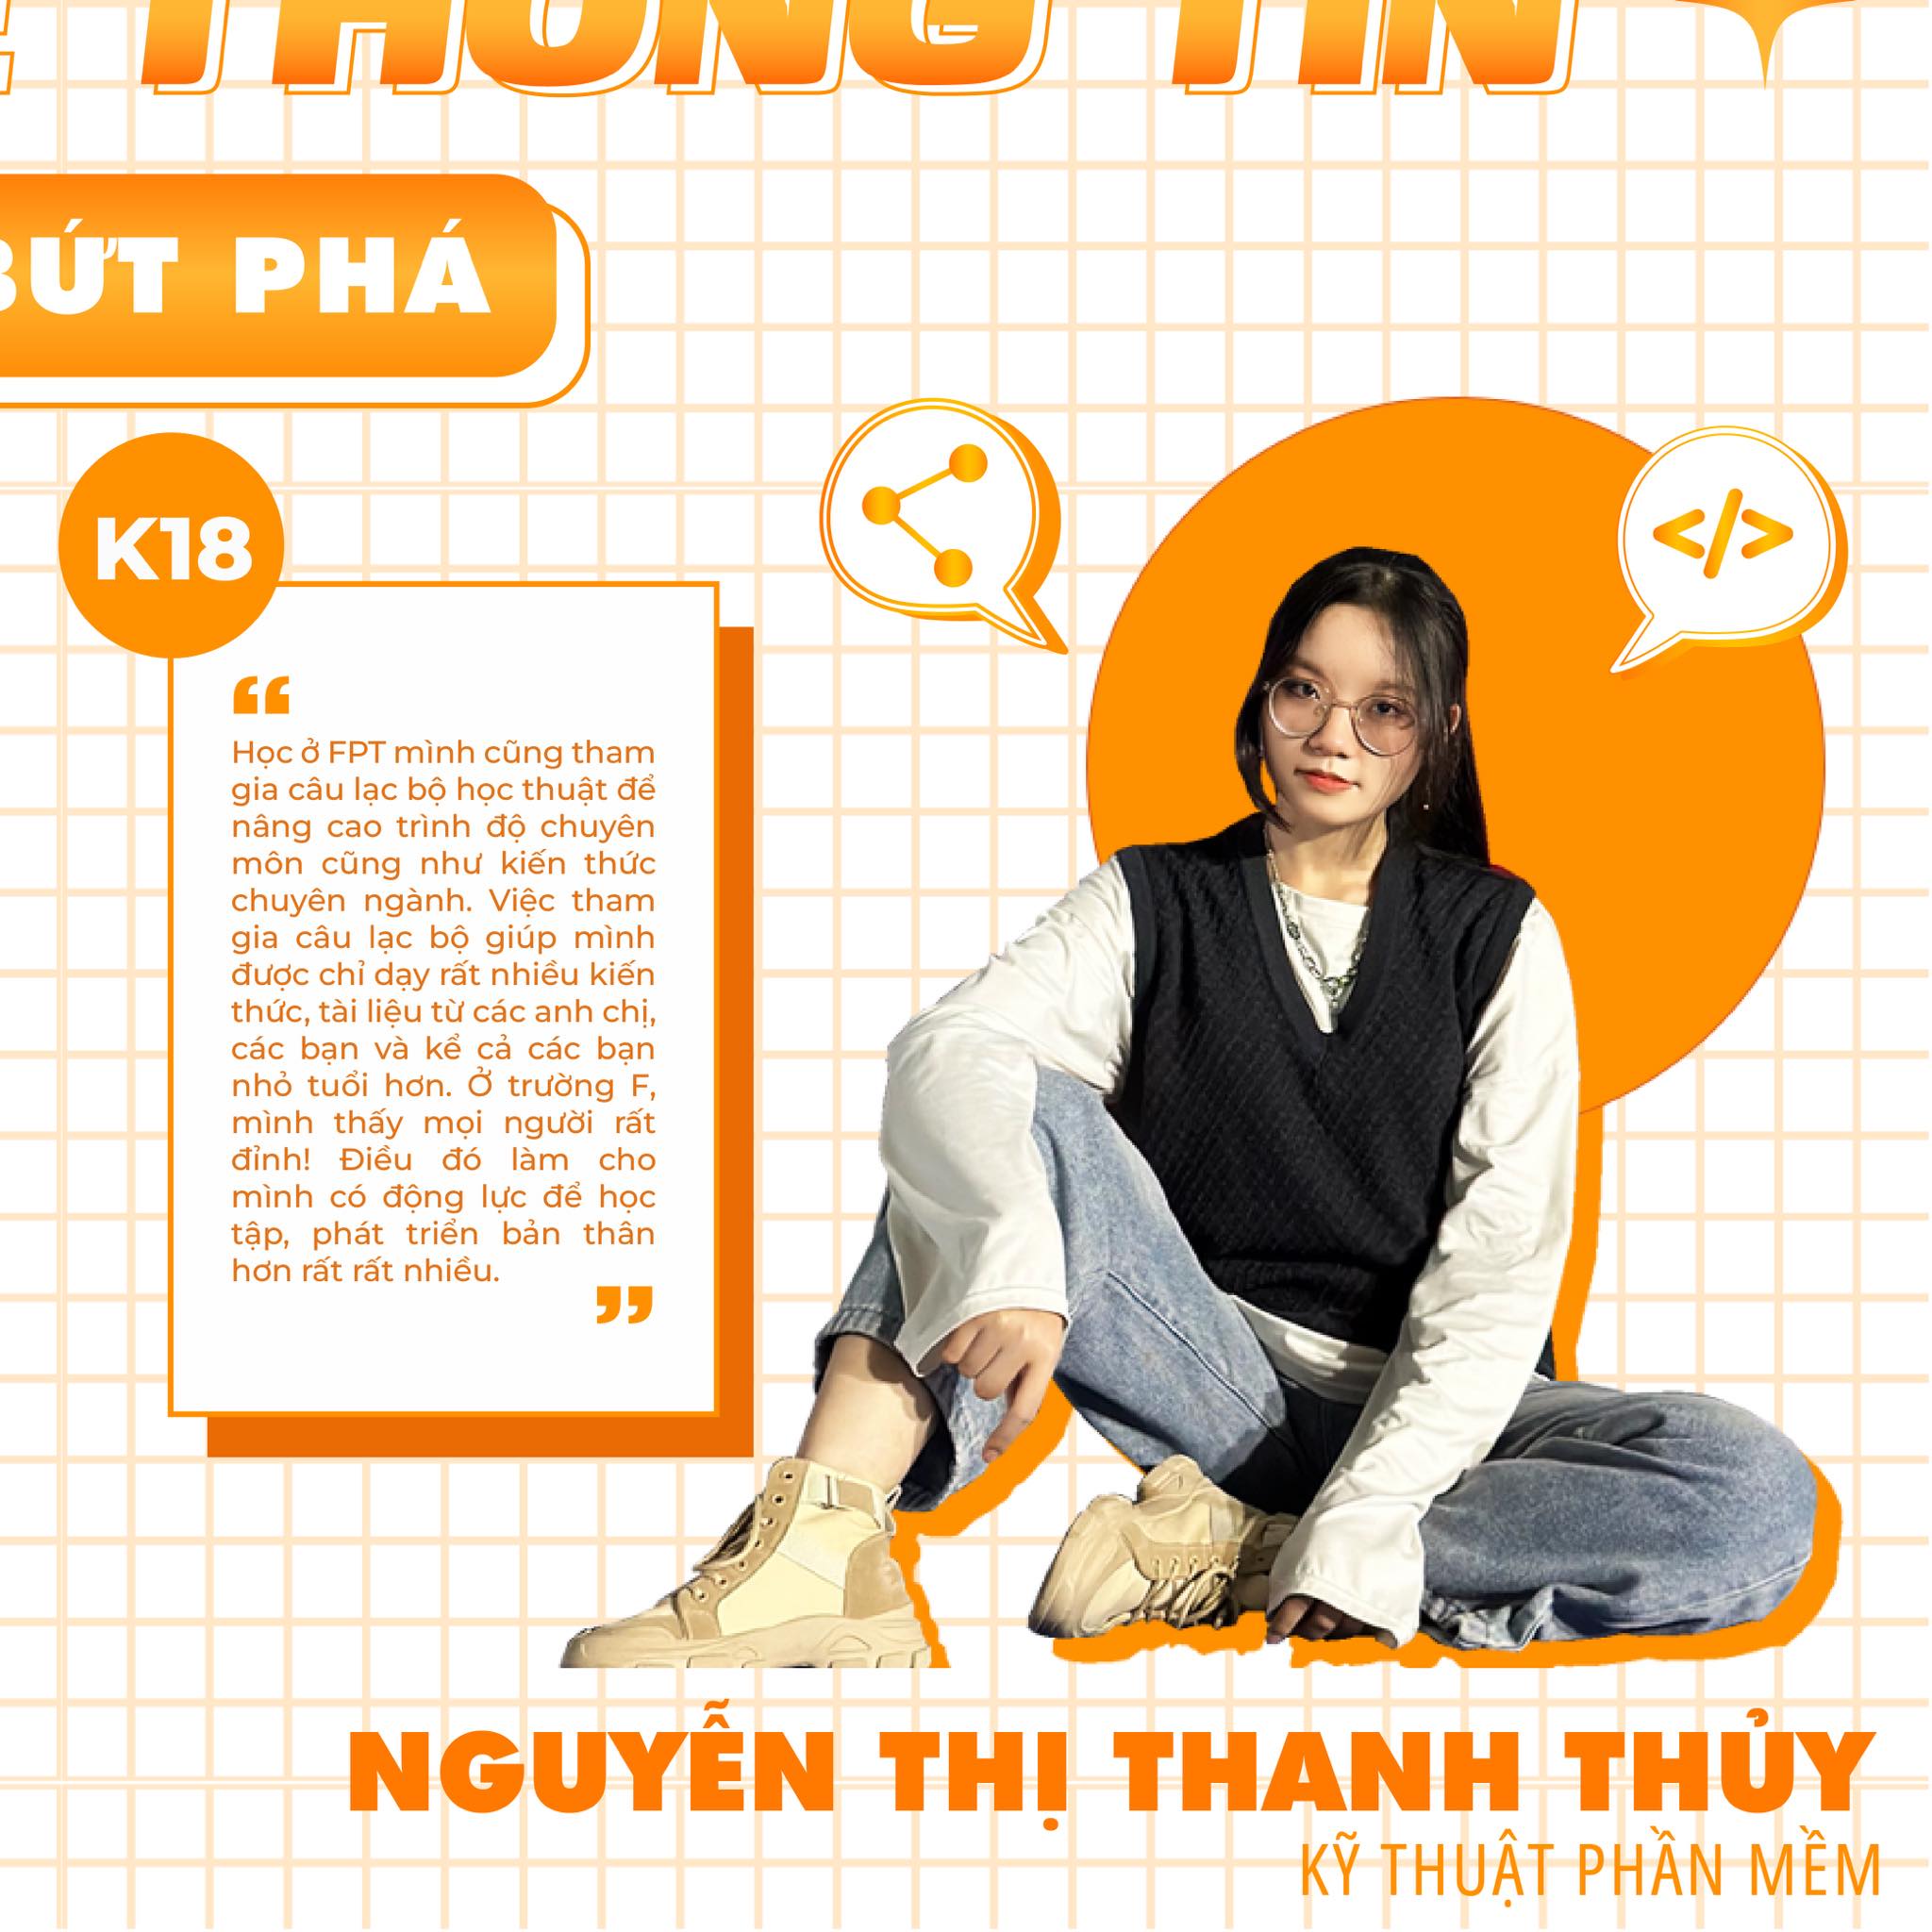 THÔNG TIN
BỨT PHÁ
K18
“
Học ở FPT mình cũng tham
gia câu lạc bộ học thuật để
nâng cao trình độ chuyên
môn cũng như kiến thức
chuyên ngành. Việc tham
gia câu lạc bộ giúp mình
được chỉ dạy rất nhiều kiến
thức, tài liệu từ các anh chị,
các bạn và kể cả các bạn
nhỏ tuổi hơn. Ở trường F,
mình thấy mọi người rất
đỉnh! Điều đó làm cho
mình có động lực để học
tập, phát triển bản thân
hơn rất rất nhiều.
”
</>
NGUYỄN THỊ THANH THỦY
KỸ THUẬT PHẦN MỀM